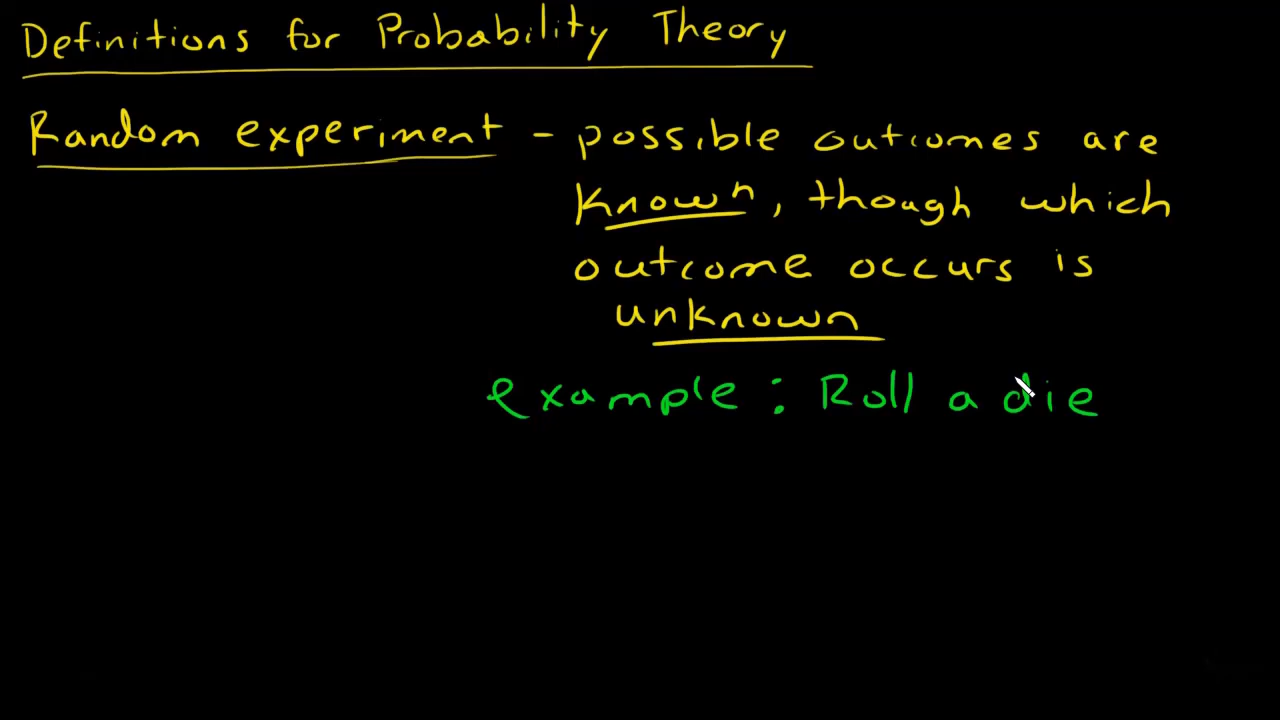 Definitions for Probability Theory
Random experiment - possible outcomes are
known, though which
outcome occurs is
unknown
example: Roll a die